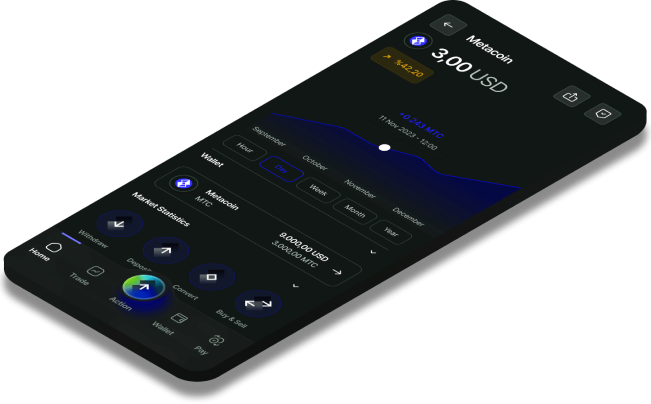 Metacoin
3,00 USD
%42,20
+0.243 MTC
11 Nov 2023 - 12:00
September
October
November
December
Hour
Day
Week
Month
Year
Wallet
Metacoin
MTC
9.000,00 USD
3.000,00 MTC
Market Statistics
Withdraw
Deposit
Convert
Buy & Sell
Home
Trade
Action
Wallet
Pay